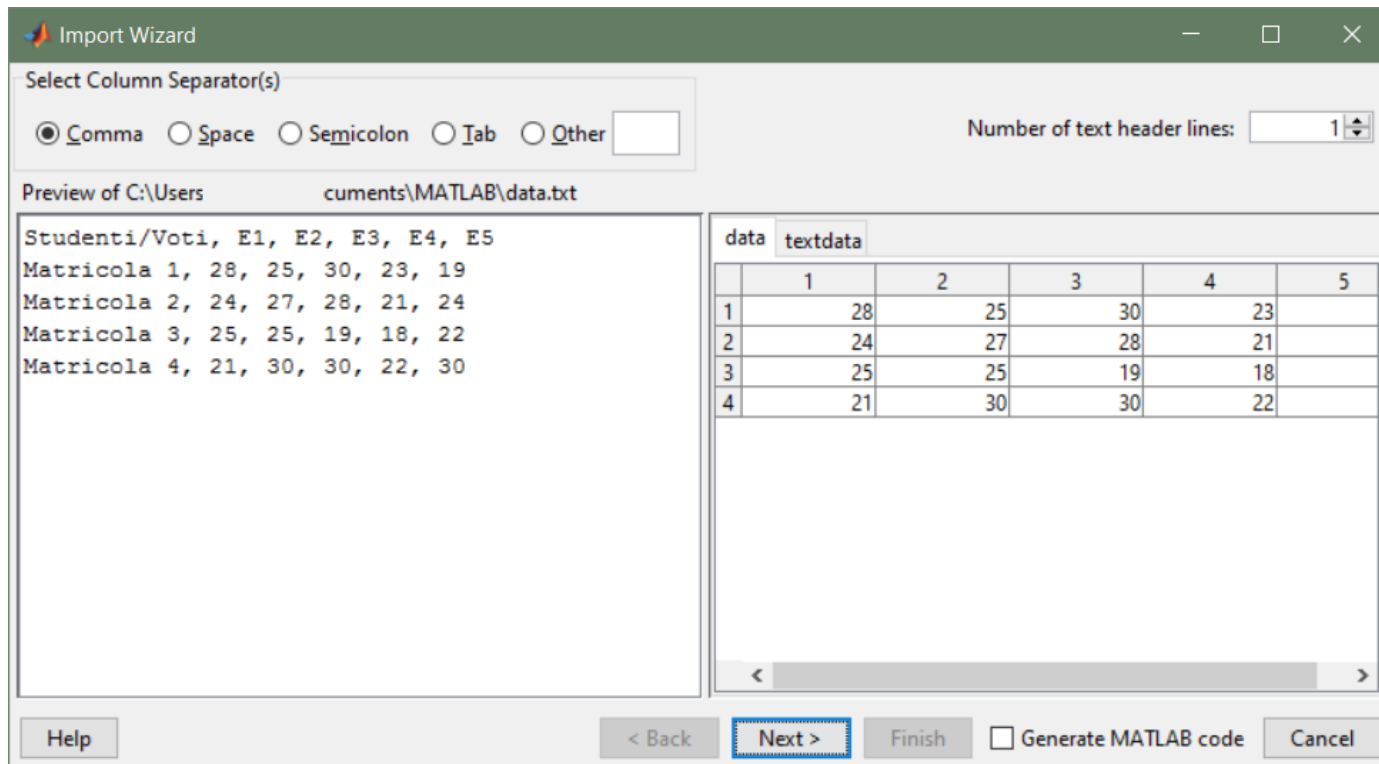 Import Wizard
Select Column Separator(s)
Comma Space Semicolon Tab Other
Number of text header lines: 1
Preview of C:\Users cuments\MATLAB\data.txt
Studenti/Voti, E1, E2, E3, E4, E5
Matricola 1, 28, 25, 30, 23, 19
Matricola 2, 24, 27, 28, 21, 24
Matricola 3, 25, 25, 19, 18, 22
Matricola 4, 21, 30, 30, 22, 30
data textdata
1 2 3 4 5
1 28 25 30 23
2 24 27 28 21
3 25 25 19 18
4 21 30 30 22
Help < Back Next > Finish Generate MATLAB code Cancel